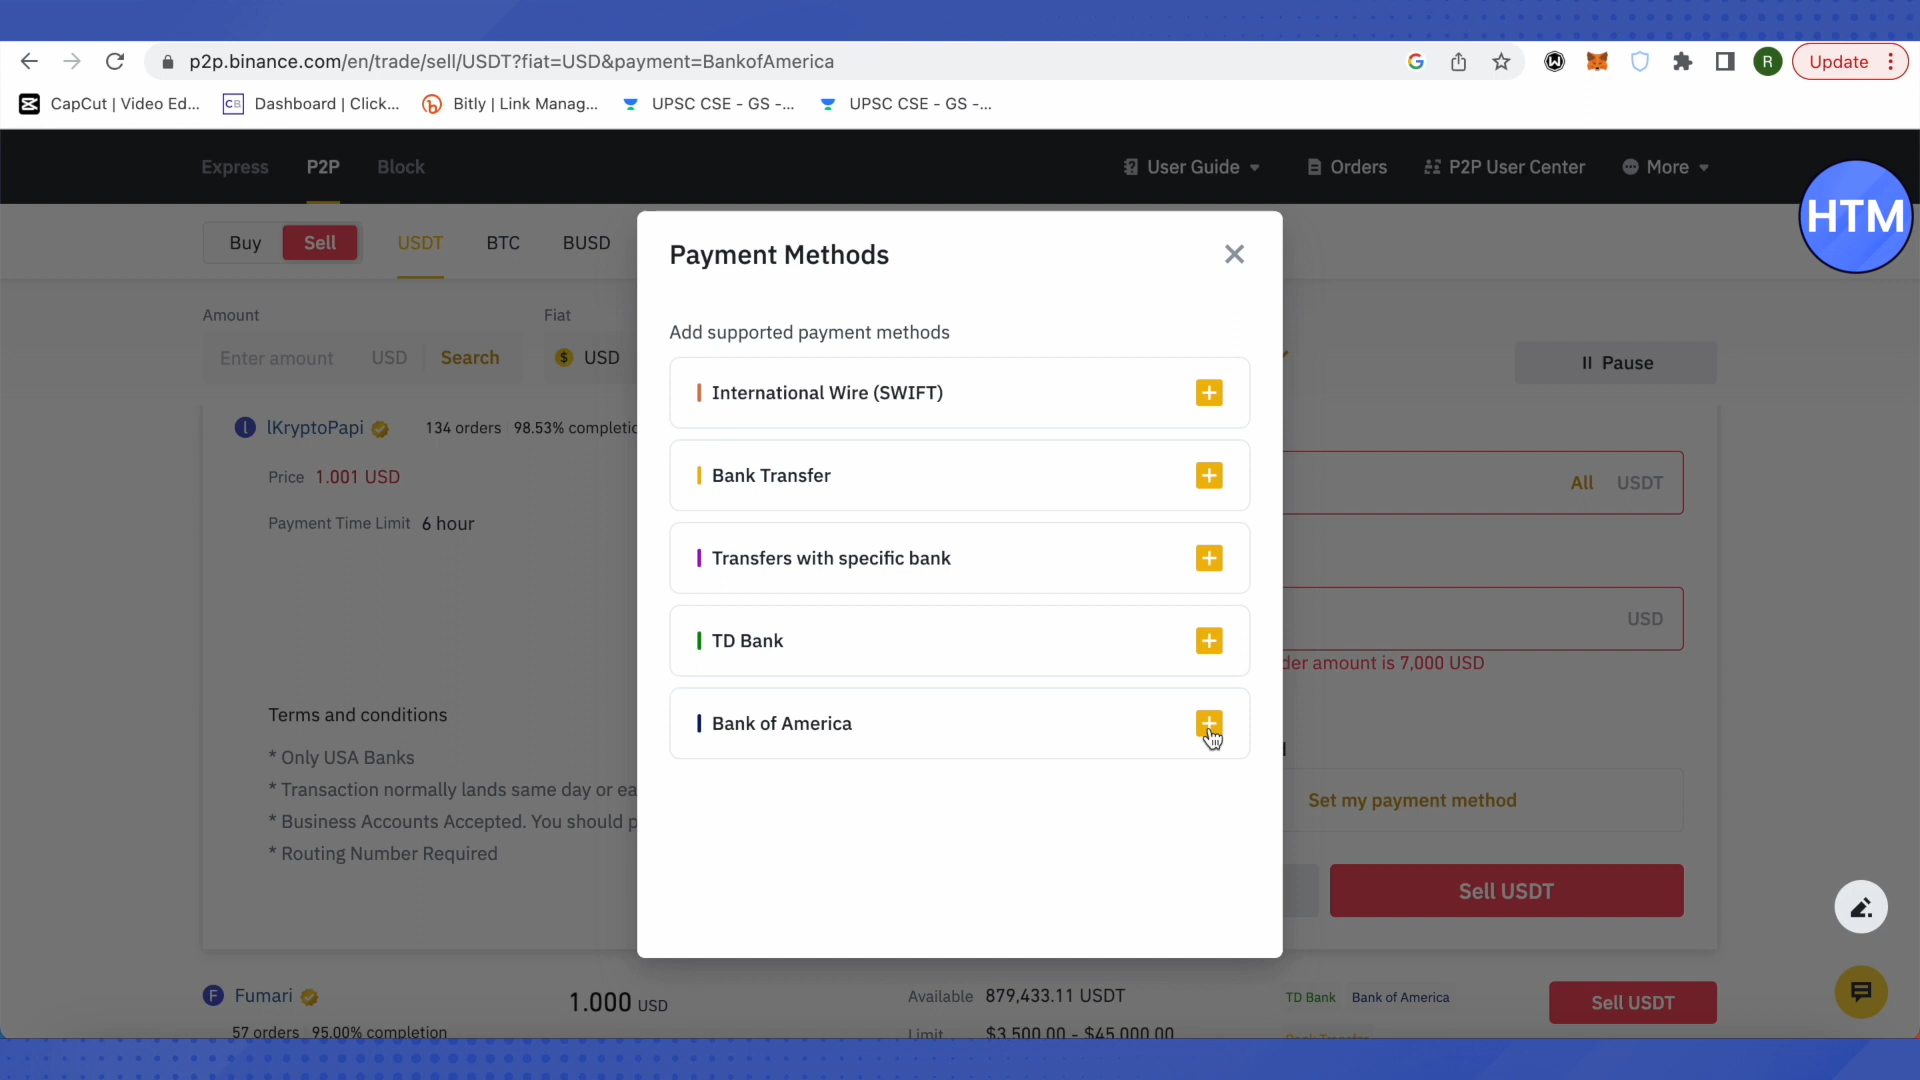 p2p.binance.com/en/trade/sell/USDT?fiat=USD&payment=BankofAmerica
R
Update
CapCut | Video Ed...
CB Dashboard | Click...
Bitly | Link Manag...
UPSC CSE - GS -...
UPSC CSE - GS -...
Express P2P Block
User Guide Orders P2P User Center More
HTM
Buy Sell USDT BTC BUSD
Payment Methods
Amount Fiat
Enter amount USD Search
$ USD
Add supported payment methods
Pause
International Wire (SWIFT)
Bank Transfer
Transfers with specific bank
TD Bank
Bank of America
l lKryptoPapi 134 orders 98.53% completio
Price 1.001 USD
Payment Time Limit 6 hour
All USDT
USD
der amount is 7,000 USD
Terms and conditions
* Only USA Banks
* Transaction normally lands same day or ea
* Business Accounts Accepted. You should p
* Routing Number Required
Set my payment method
Sell USDT
F Fumari
57 orders 95.00% completion
1.000 USD
Available 879,433.11 USDT
Limit $3,500.00 - $45,000.00
TD Bank Bank of America
Bank Transfer
Sell USDT